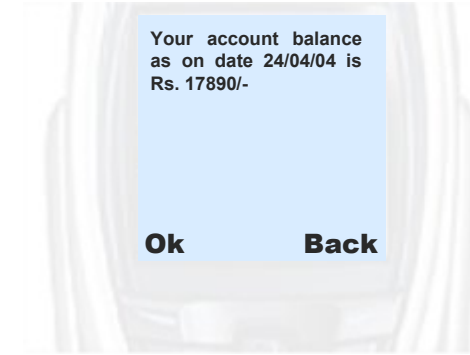 Your account balance
as on date 24/04/04 is
Rs. 17890/-
Ok Back